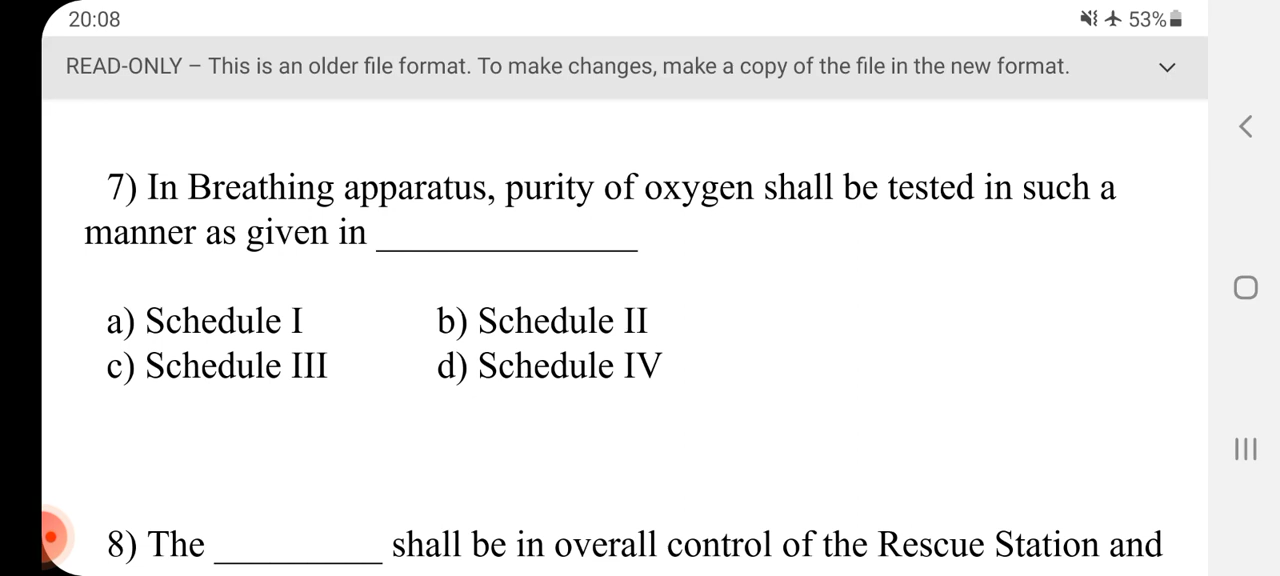 20:08 53%
READ-ONLY – This is an older file format. To make changes, make a copy of the file in the new format.
7) In Breathing apparatus, purity of oxygen shall be tested in such a
manner as given in ______________
a) Schedule I b) Schedule II
c) Schedule III d) Schedule IV
8) The _________ shall be in overall control of the Rescue Station and